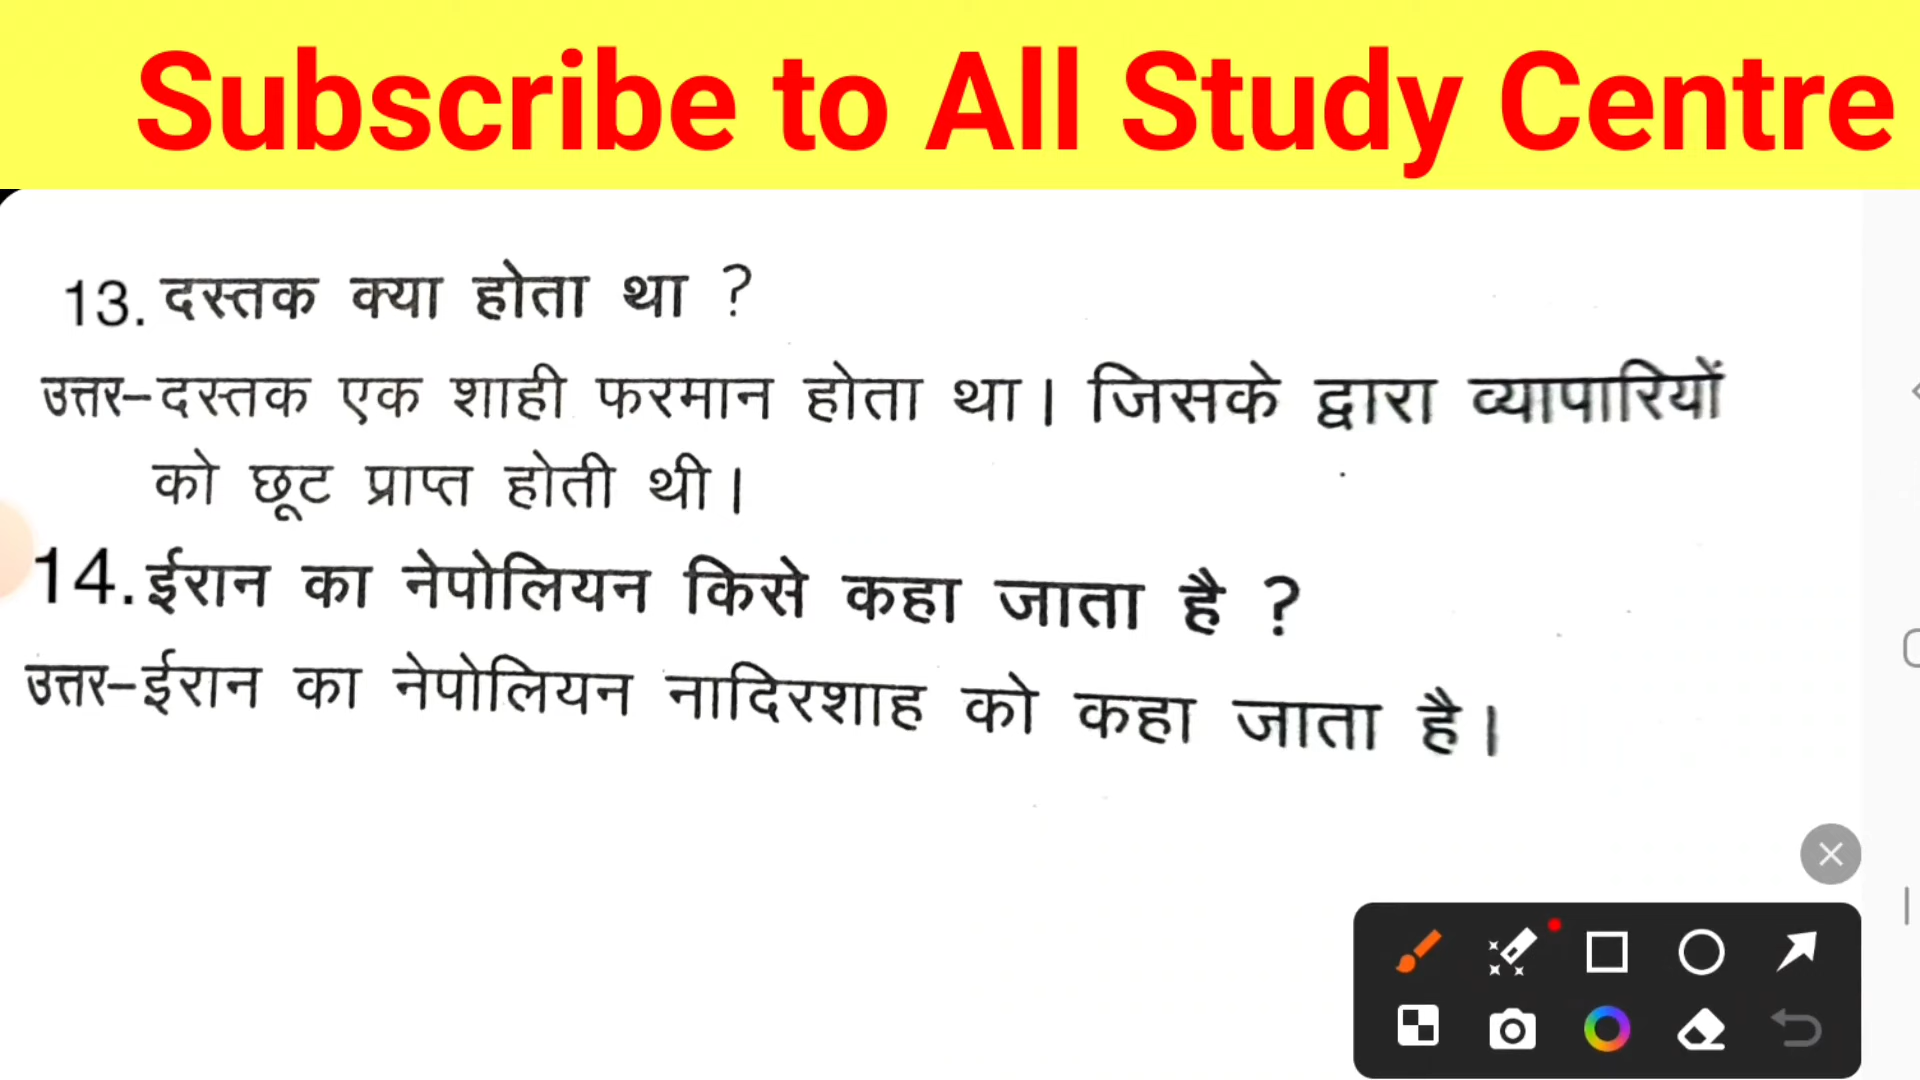 Subscribe to All Study Centre
13. दस्तक क्या होता था ?
उत्तर–दस्तक एक शाही फरमान होता था। जिसके द्वारा व्यापारियों
को छूट प्राप्त होती थी।
14. ईरान का नेपोलियन किसे कहा जाता है ?
उत्तर–ईरान का नेपोलियन नादिरशाह को कहा जाता है।